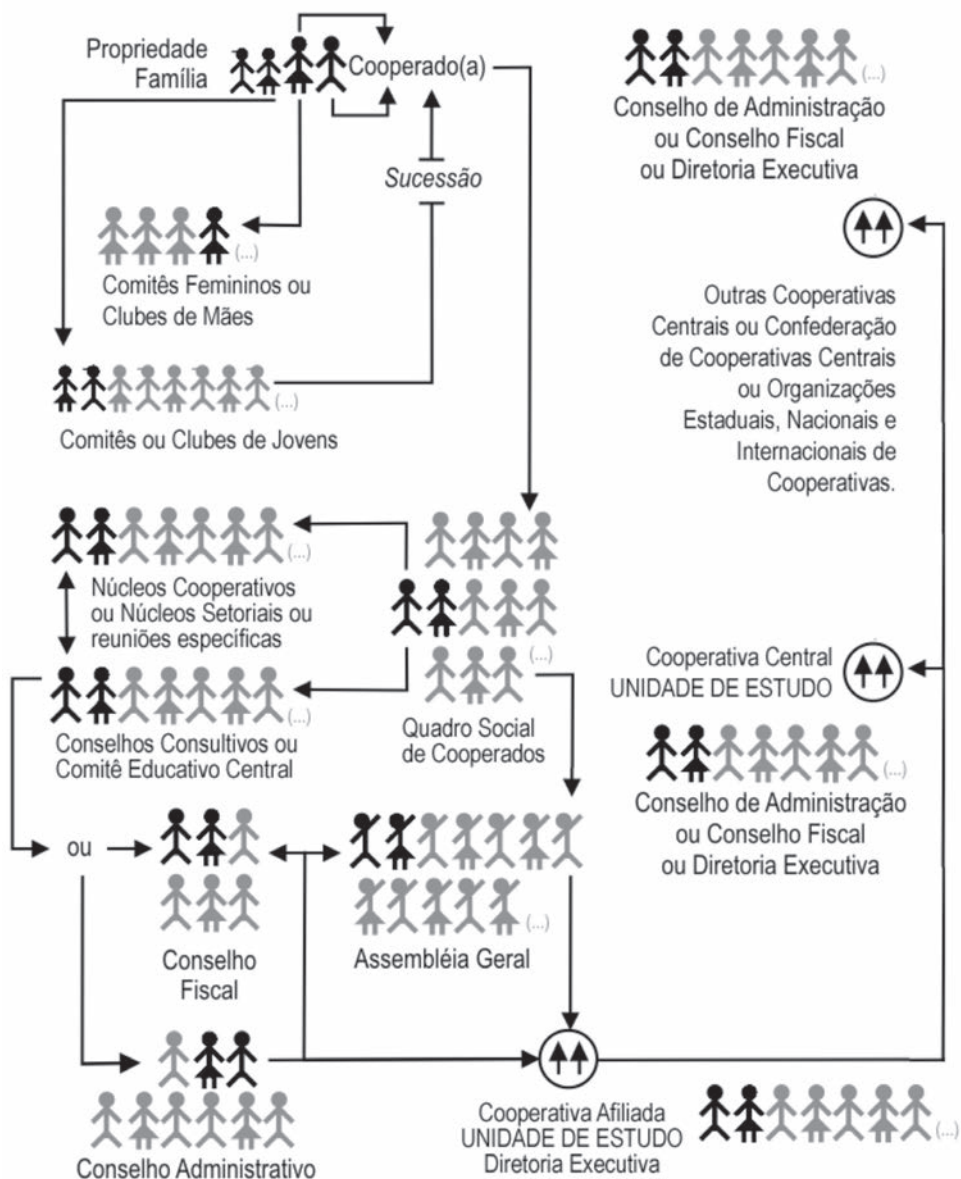 Propriedade
Família
Cooperado(a)
Sucessão
(...)
Comitês Femininos ou
Clubes de Mães
(...)
Comitês ou Clubes de Jovens
(...)
Núcleos Cooperativos
ou Núcleos Setoriais ou
reuniões específicas
(...)
Conselhos Consultivos ou
Comitê Educativo Central
(...)
Quadro Social
de Cooperados
ou
Conselho
Fiscal
(...)
Assembléia Geral
Conselho Administrativo
Cooperativa Afiliada
UNIDADE DE ESTUDO
Diretoria Executiva
(...)
(...)
Conselho de Administração
ou Conselho Fiscal
ou Diretoria Executiva
Outras Cooperativas
Centrais ou Confederação
de Cooperativas Centrais
ou Organizações
Estaduais, Nacionais e
Internacionais de
Cooperativas.
Cooperativa Central
UNIDADE DE ESTUDO
(...)
Conselho de Administração
ou Conselho Fiscal
ou Diretoria Executiva